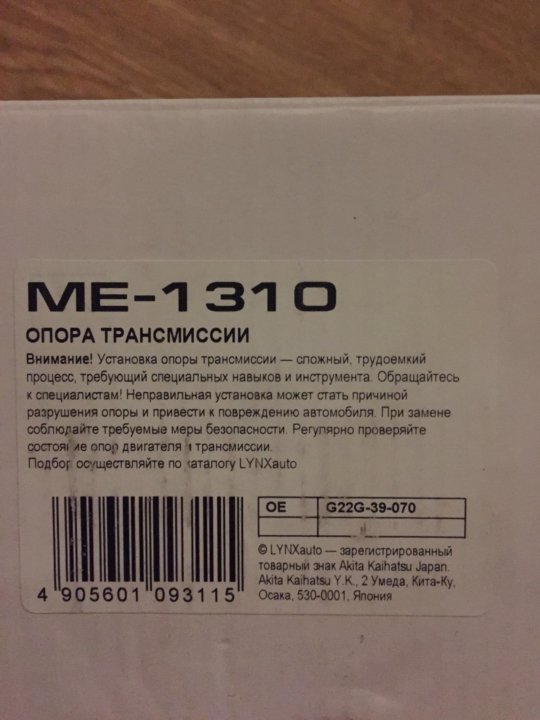 ME-1310
ОПОРА ТРАНСМИССИИ
Внимание! Установка опоры трансмиссии — сложный, трудоемкий
процесс, требующий специальных навыков и инструмента. Обращайтесь
к специалистам! Неправильная установка может стать причиной
разрушения опоры и привести к повреждению автомобиля. При замене
соблюдайте требуемые меры безопасности. Регулярно проверяйте
состояние опор двигателя и трансмиссии.
Подбор осуществляйте по каталогу LYNXauto
OE G22G-39-070
© LYNXauto — зарегистрированный
товарный знак Akita Kaihatsu Japan.
Akita Kaihatsu Y.K., 2 Умеда, Кита-Ку,
Осака, 530-0001, Япония
4 905601 093115